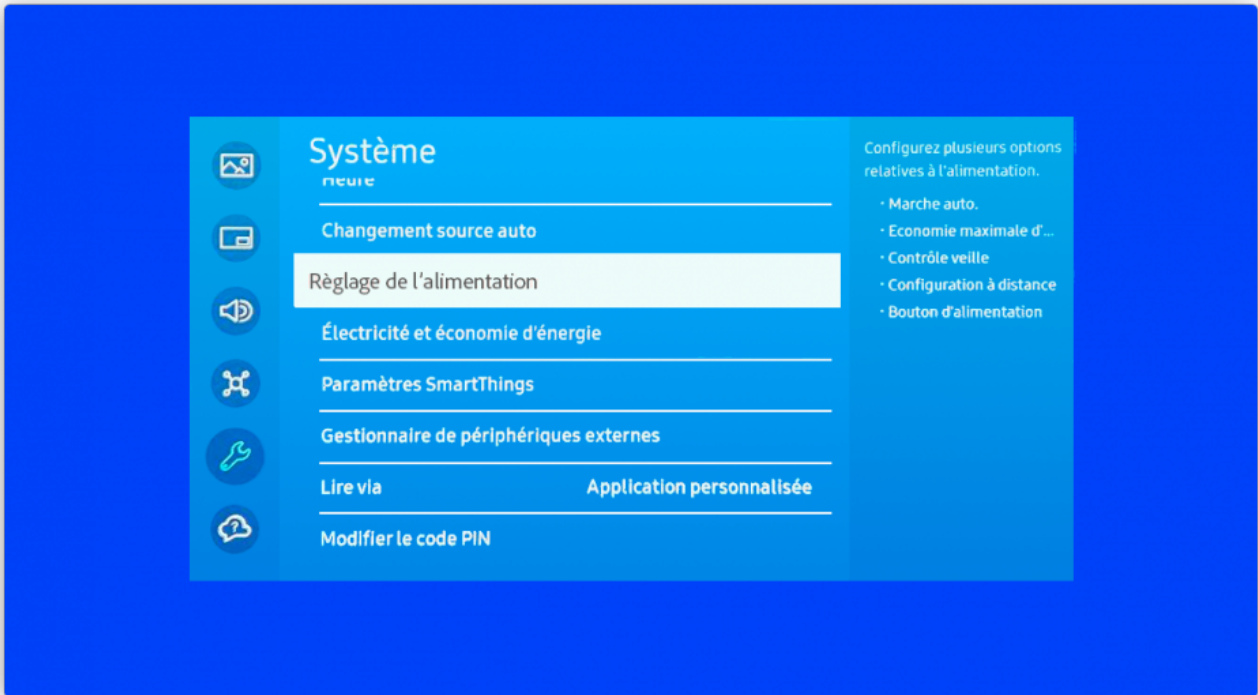 Système
Heure
Changement source auto
Règlage de l'alimentation
Électricité et économie d'énergie
Paramètres SmartThings
Gestionnaire de périphériques externes
Lire via Application personnalisée
Modifier le code PIN
Configurez plusieurs options
relatives à l'alimentation.
· Marche auto.
· Economie maximale d'...
· Contrôle veille
· Configuration à distance
· Bouton d'alimentation